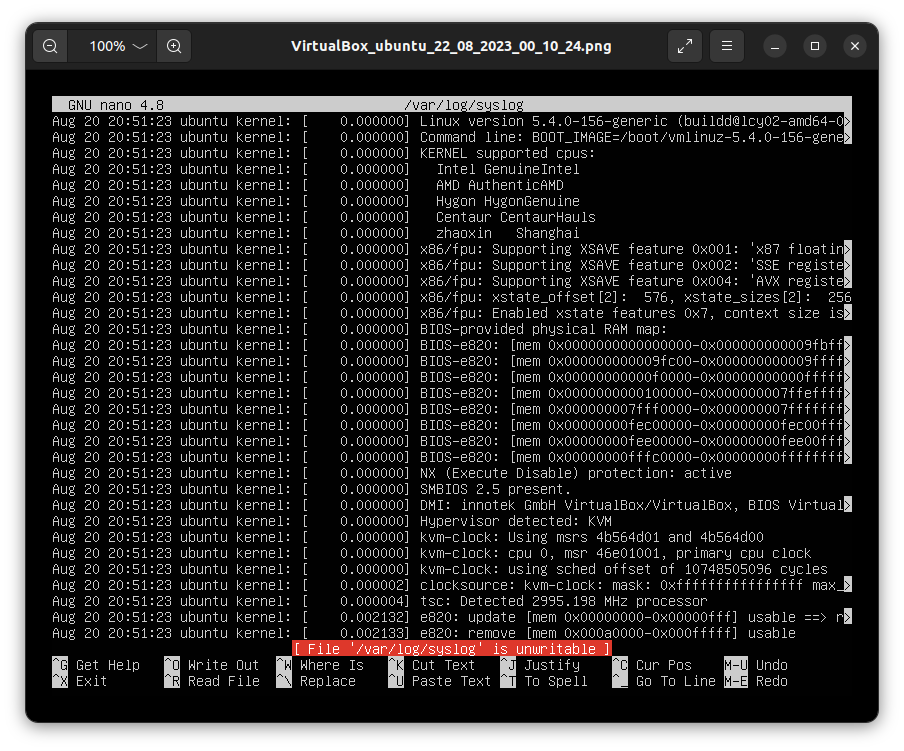 100%
VirtualBox_ubuntu_22_08_2023_00_10_24.png
GNU nano 4.8 /var/log/syslog
Aug 20 20:51:23 ubuntu kernel: [    0.000000] Linux version 5.4.0-156-generic (buildd@lcy02-amd64-0>
Aug 20 20:51:23 ubuntu kernel: [    0.000000] Command line: BOOT_IMAGE=/boot/vmlinuz-5.4.0-156-gene>
Aug 20 20:51:23 ubuntu kernel: [    0.000000] KERNEL supported cpus:
Aug 20 20:51:23 ubuntu kernel: [    0.000000]   Intel GenuineIntel
Aug 20 20:51:23 ubuntu kernel: [    0.000000]   AMD AuthenticAMD
Aug 20 20:51:23 ubuntu kernel: [    0.000000]   Hygon HygonGenuine
Aug 20 20:51:23 ubuntu kernel: [    0.000000]   Centaur CentaurHauls
Aug 20 20:51:23 ubuntu kernel: [    0.000000]   zhaoxin   Shanghai
Aug 20 20:51:23 ubuntu kernel: [    0.000000] x86/fpu: Supporting XSAVE feature 0x001: 'x87 floatin>
Aug 20 20:51:23 ubuntu kernel: [    0.000000] x86/fpu: Supporting XSAVE feature 0x002: 'SSE registe>
Aug 20 20:51:23 ubuntu kernel: [    0.000000] x86/fpu: Supporting XSAVE feature 0x004: 'AVX registe>
Aug 20 20:51:23 ubuntu kernel: [    0.000000] x86/fpu: xstate_offset[2]:  576, xstate_sizes[2]:  256
Aug 20 20:51:23 ubuntu kernel: [    0.000000] x86/fpu: Enabled xstate features 0x7, context size is>
Aug 20 20:51:23 ubuntu kernel: [    0.000000] BIOS-provided physical RAM map:
Aug 20 20:51:23 ubuntu kernel: [    0.000000] BIOS-e820: [mem 0x0000000000000000-0x000000000009fbff>
Aug 20 20:51:23 ubuntu kernel: [    0.000000] BIOS-e820: [mem 0x000000000009fc00-0x000000000009ffff>
Aug 20 20:51:23 ubuntu kernel: [    0.000000] BIOS-e820: [mem 0x00000000000f0000-0x00000000000fffff>
Aug 20 20:51:23 ubuntu kernel: [    0.000000] BIOS-e820: [mem 0x0000000000100000-0x000000007ffeffff>
Aug 20 20:51:23 ubuntu kernel: [    0.000000] BIOS-e820: [mem 0x000000007fff0000-0x000000007fffffff>
Aug 20 20:51:23 ubuntu kernel: [    0.000000] BIOS-e820: [mem 0x00000000fec00000-0x00000000fec00fff>
Aug 20 20:51:23 ubuntu kernel: [    0.000000] BIOS-e820: [mem 0x00000000fee00000-0x00000000fee00fff>
Aug 20 20:51:23 ubuntu kernel: [    0.000000] BIOS-e820: [mem 0x00000000fffc0000-0x00000000ffffffff>
Aug 20 20:51:23 ubuntu kernel: [    0.000000] NX (Execute Disable) protection: active
Aug 20 20:51:23 ubuntu kernel: [    0.000000] SMBIOS 2.5 present.
Aug 20 20:51:23 ubuntu kernel: [    0.000000] DMI: innotek GmbH VirtualBox/VirtualBox, BIOS Virtual>
Aug 20 20:51:23 ubuntu kernel: [    0.000000] Hypervisor detected: KVM
Aug 20 20:51:23 ubuntu kernel: [    0.000000] kvm-clock: Using msrs 4b564d01 and 4b564d00
Aug 20 20:51:23 ubuntu kernel: [    0.000000] kvm-clock: cpu 0, msr 46e01001, primary cpu clock
Aug 20 20:51:23 ubuntu kernel: [    0.000000] kvm-clock: using sched offset of 10748505096 cycles
Aug 20 20:51:23 ubuntu kernel: [    0.000002] clocksource: kvm-clock: mask: 0xffffffffffffffff max_>
Aug 20 20:51:23 ubuntu kernel: [    0.000004] tsc: Detected 2995.198 MHz processor
Aug 20 20:51:23 ubuntu kernel: [    0.002132] e820: update [mem 0x00000000-0x00000fff] usable ==> r>
Aug 20 20:51:23 ubuntu kernel: [    0.002133] e820: remove [mem 0x000a0000-0x000fffff] usable
[ File '/var/log/syslog' is unwritable ]
^G Get Help ^O Write Out ^W Where Is ^K Cut Text ^J Justify ^C Cur Pos M-U Undo
^X Exit ^R Read File ^\ Replace ^U Paste Text ^T To Spell ^_ Go To Line M-E Redo